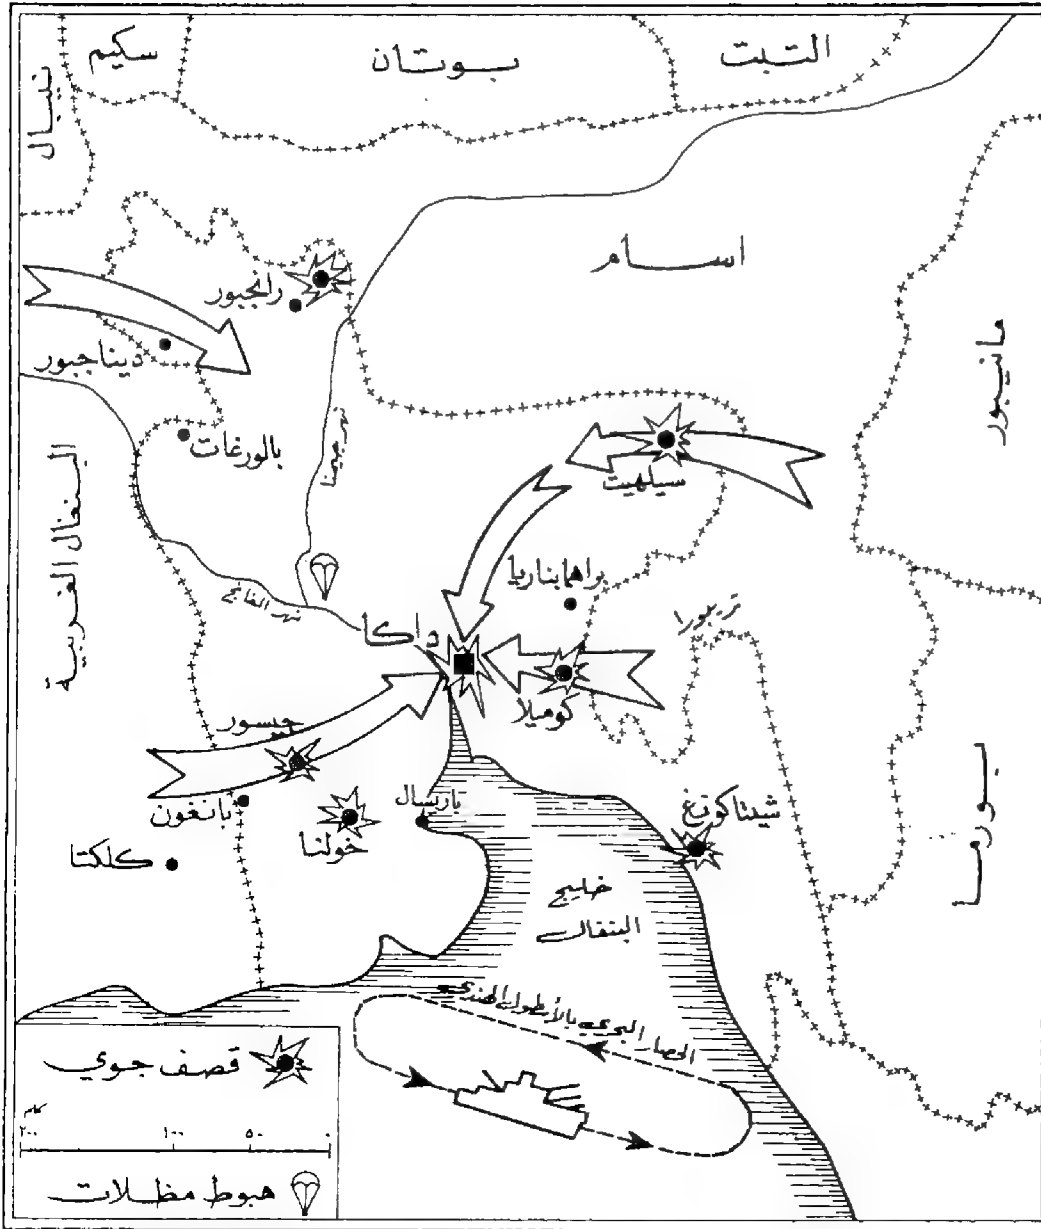 سكيم
بوتان
التبت
نيبال
اسام
رانجبور
ديناجبور
مانيبور
بالورغات
نهر جمنا
سيلهيت
البنغال الغربية
براهمابناريا
نهر الغانج
تريبورا
داكا
كوميلا
جيسور
بورما
بانغون
باريسال
خولنا
شيتاكونغ
كلكتا
خليج
البنغال
الحصار البحري بالأسطول الهندي
قصف جوي
كلم
٢٠٠ ١٠٠ ٥٠ ٠
هبوط مظلات